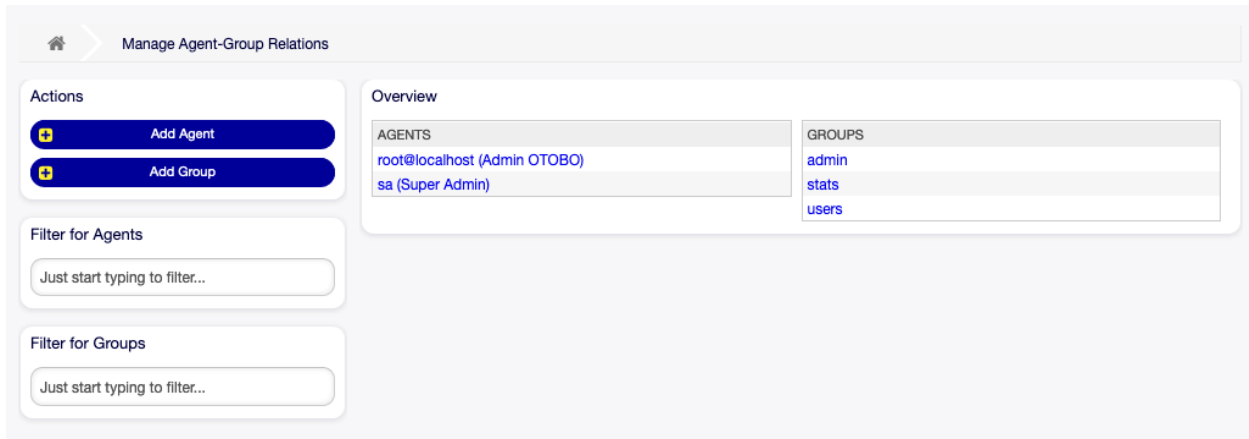 Manage Agent-Group Relations
Actions
Add Agent
Add Group
Filter for Agents
Just start typing to filter...
Filter for Groups
Just start typing to filter...
Overview
AGENTS
root@localhost (Admin OTOBO)
sa (Super Admin)
GROUPS
admin
stats
users